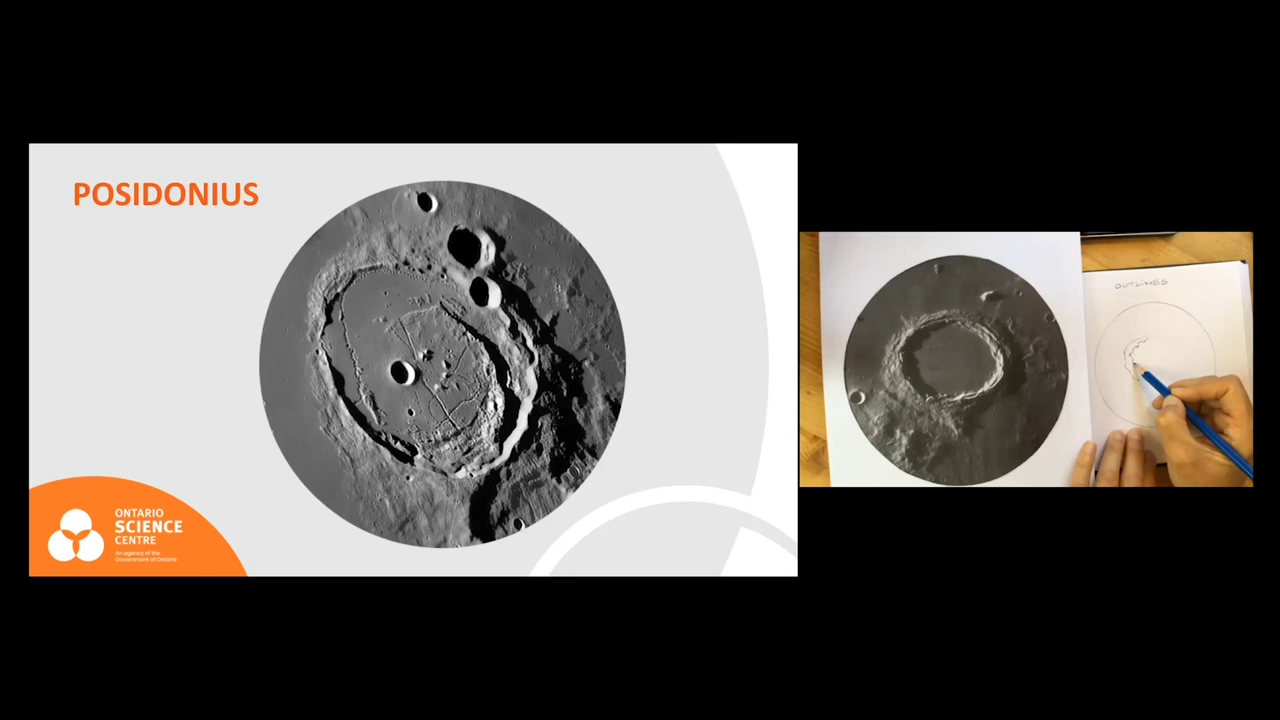 POSIDONIUS
ONTARIO
SCIENCE
CENTRE
An agency of the
Government of Ontario
OUTLINES